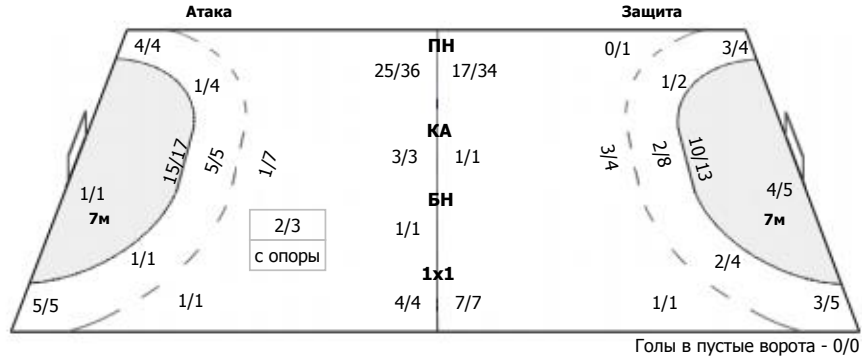 Атака Защита
4/4 ПН 0/1 3/4
25/36 17/34
1/4 1/2
КА
15/17 5/5 1/7 3/3 1/1 3/4 2/8 10/13
1/1 4/5
7м БН 7м
2/3 1/1
с опоры
1/1 2/4
1x1
5/5 1/1 4/4 7/7 1/1 3/5
Голы в пустые ворота - 0/0